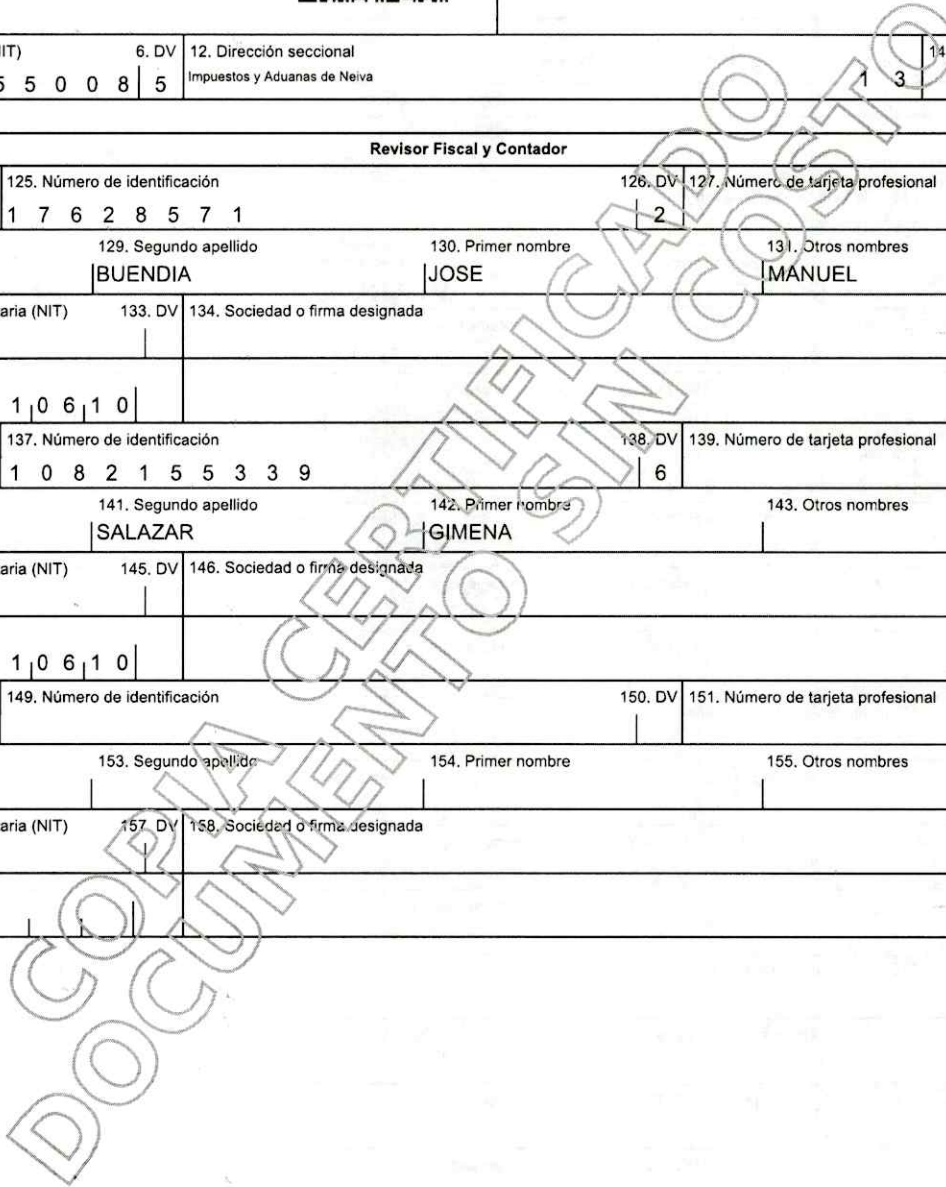 6. DV 12. Dirección seccional
5 0 0 8 5 Impuestos y Aduanas de Neiva 1 3
Revisor Fiscal y Contador
125. Número de identificación 126. DV 127. Número de tarjeta profesional
1 7 6 2 8 5 7 1 2
129. Segundo apellido 130. Primer nombre 131. Otros nombres
BUENDIA JOSE MANUEL
aria (NIT) 133. DV 134. Sociedad o firma designada
1 0 6 1 0
137. Número de identificación 138. DV 139. Número de tarjeta profesional
1 0 8 2 1 5 5 3 3 9 6
141. Segundo apellido 142. Primer nombre 143. Otros nombres
SALAZAR GIMENA
aria (NIT) 145. DV 146. Sociedad o firma designada
1 0 6 1 0
149. Número de identificación 150. DV 151. Número de tarjeta profesional
153. Segundo apellido 154. Primer nombre 155. Otros nombres
aria (NIT) 157. DV 158. Sociedad o firma designada
COPIA CERTIFICADO
DOCUMENTO SIN COSTO